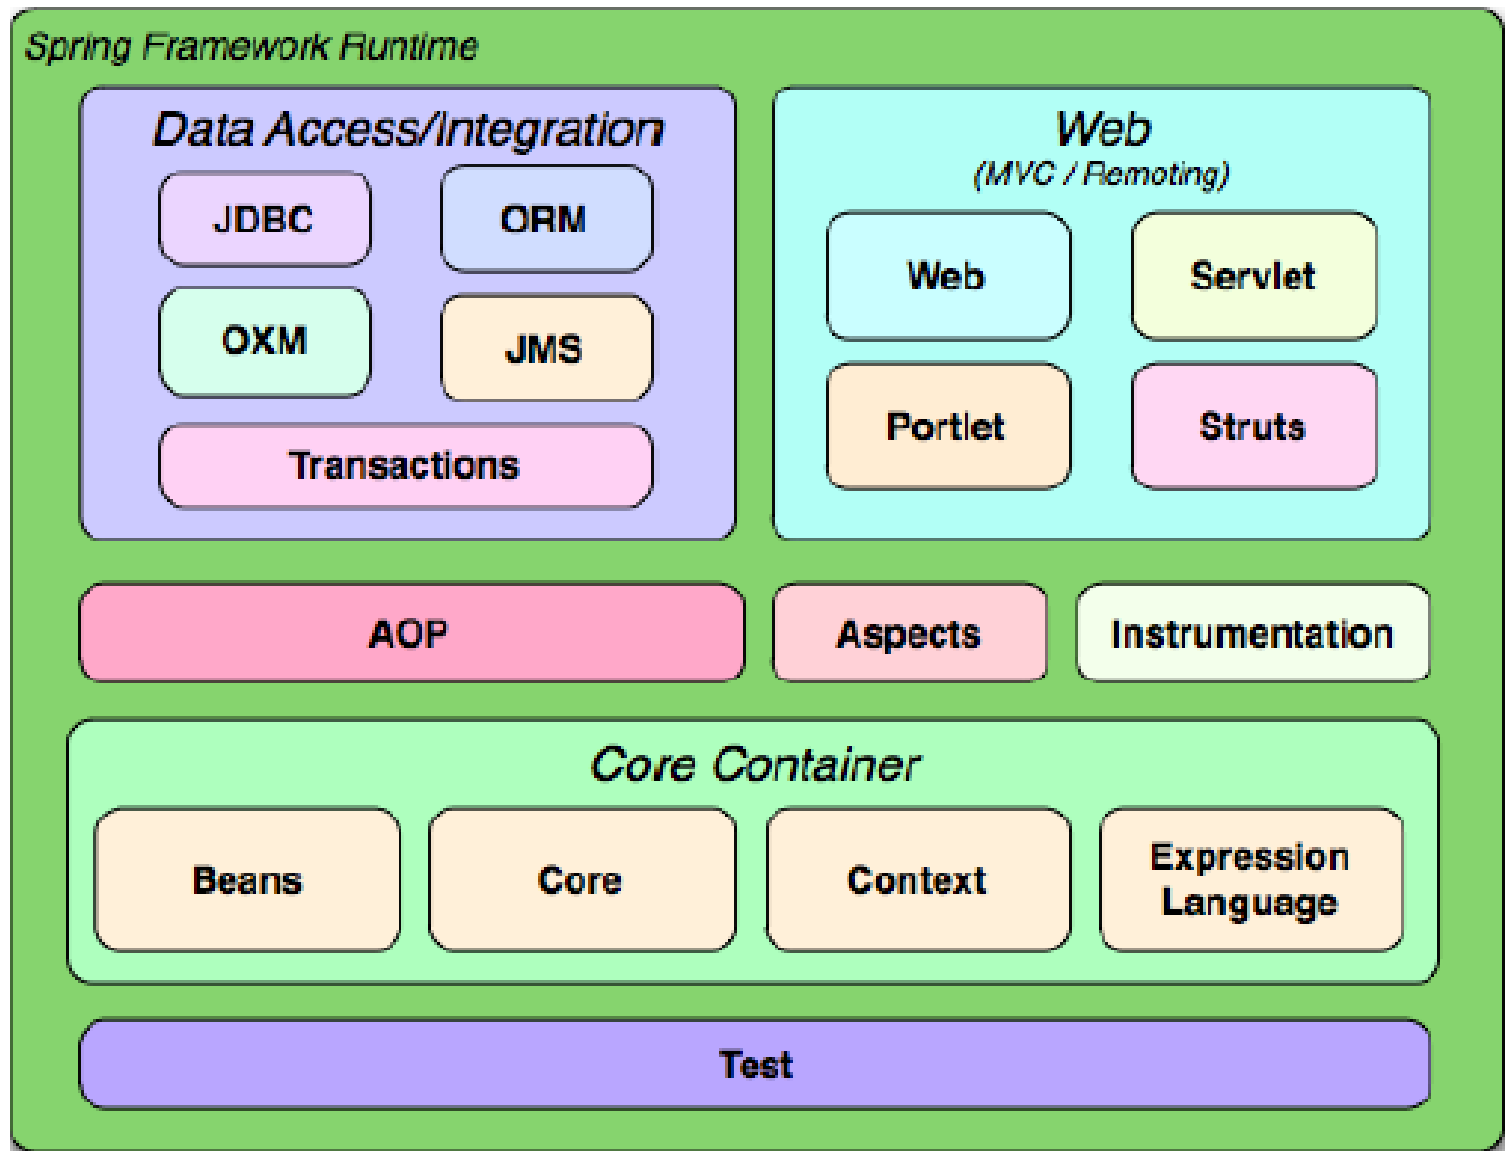 Spring Framework Runtime
Data Access/Integration
JDBC
ORM
OXM
JMS
Transactions
Web
(MVC / Remoting)
Web
Servlet
Portlet
Struts
AOP
Aspects
Instrumentation
Core Container
Beans
Core
Context
Expression
Language
Test